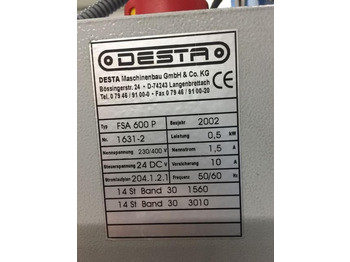 DESTA
DESTA Maschinenbau GmbH & Co. KG
Bössingerstr. 24 · D-74243 Langenbrettach
Tel. 0 79 46 / 91 00-0 · Fax 0 79 46 / 91 00-20
CE
Typ FSA 600 P Baujahr 2002
Nr. 1631-2 Leistung 0,5 kW
Nennspannung 230/400 V Nennstrom 1,5 A
Steuerspannung 24 DC V Vorsicherung 10 A
Stromlaufplan 204.1.2.1 Frequenz 50/60 Hz
14 St Band 30 1560
14 St Band 30 3010